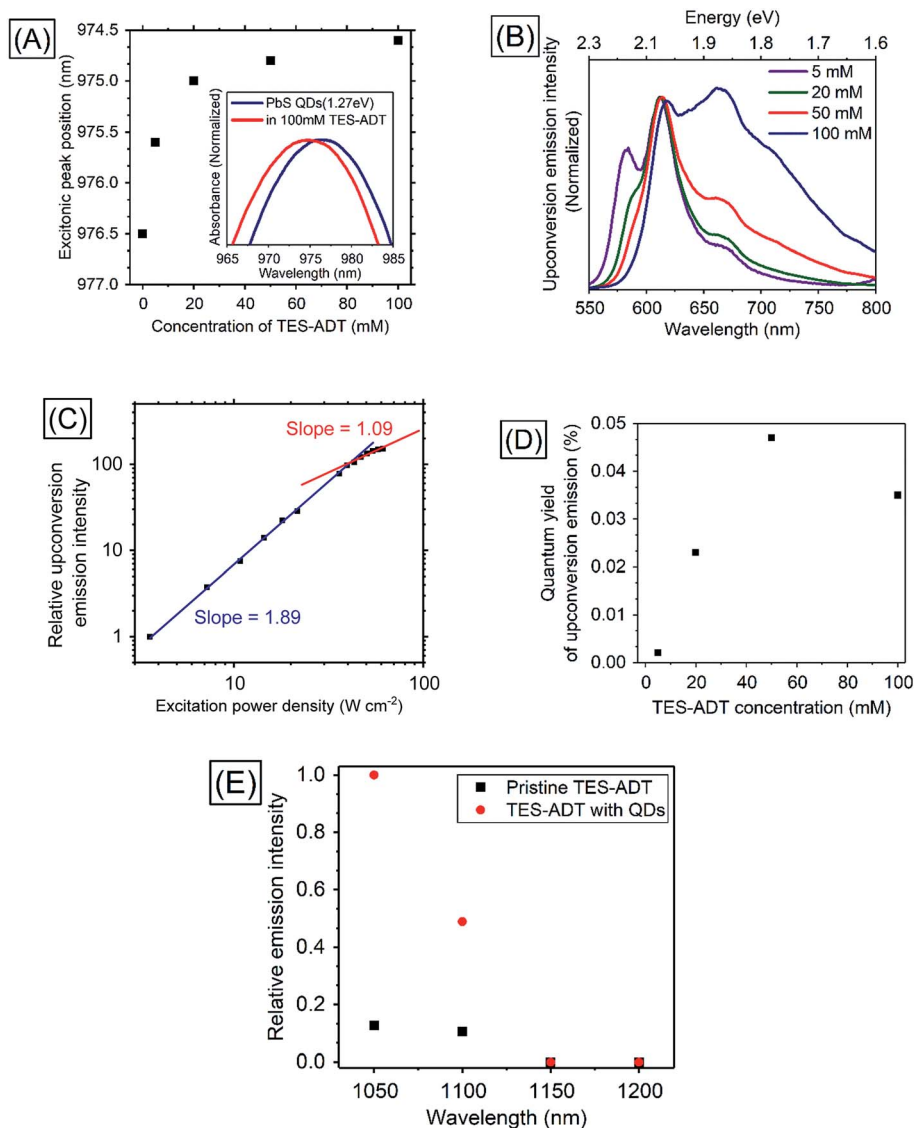 (A)
974.5
975.0
975.5
976.0
976.5
977.0
Excitonic peak position (nm)
0 20 40 60 80 100
Concentration of TES-ADT (mM)
PbS QDs(1.27eV)
in 100mM TES-ADT
Absorbance (Normalized)
965 970 975 980 985
Wavelength (nm)
(B)
Energy (eV)
2.3 2.1 1.9 1.8 1.7 1.6
Upconversion emission intensity
(Normalized)
5 mM
20 mM
50 mM
100 mM
550 600 650 700 750 800
Wavelength (nm)
(C)
Slope = 1.09
100
10
1
Relative upconversion
emission intensity
Slope = 1.89
10 100
Excitation power density (W cm⁻²)
(D)
0.05
0.04
0.03
0.02
0.01
0.00
Quantum yield
of upconversion emission (%)
0 20 40 60 80 100
TES-ADT concentration (mM)
(E)
1.0
0.8
0.6
0.4
0.2
0.0
Relative emission intensity
Pristine TES-ADT
TES-ADT with QDs
1050 1100 1150 1200
Wavelength (nm)